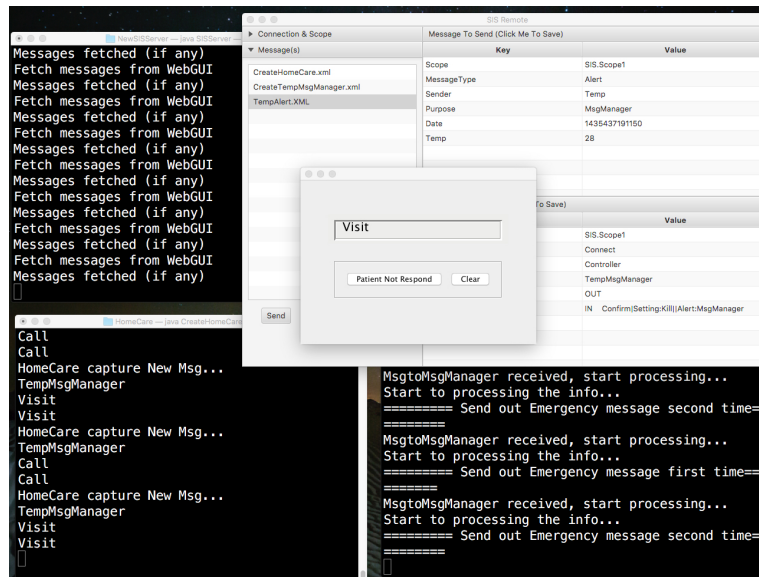 NewSISServer — java SISServer —
Messages fetched (if any)
Fetch messages from WebGUI
Messages fetched (if any)
Fetch messages from WebGUI
Messages fetched (if any)
Fetch messages from WebGUI
Messages fetched (if any)
Fetch messages from WebGUI
Messages fetched (if any)
Fetch messages from WebGUI
Messages fetched (if any)
Fetch messages from WebGUI
Messages fetched (if any)
Fetch messages from WebGUI
Messages fetched (if any)
SIS Remote
Connection & Scope
Message(s)
CreateHomeCare.xml
CreateTempMsgManager.xml
TempAlert.XML
Send
Message To Send (Click Me To Save)
Key Value
Scope SIS.Scope1
MessageType Alert
Sender Temp
Purpose MsgManager
Date 1435437191150
Temp 28
To Save)
Value
SIS.Scope1
Connect
Controller
TempMsgManager
OUT
IN Confirm|Setting:Kill||Alert:MsgManager
Visit
Patient Not Respond Clear
HomeCare — java CreateHomeCare
Call
Call
HomeCare capture New Msg...
TempMsgManager
Visit
Visit
HomeCare capture New Msg...
TempMsgManager
Call
Call
HomeCare capture New Msg...
TempMsgManager
Visit
Visit
MsgtoMsgManager received, start processing...
Start to processing the info...
========= Send out Emergency message second time=
========
MsgtoMsgManager received, start processing...
Start to processing the info...
========= Send out Emergency message first time==
=======
MsgtoMsgManager received, start processing...
Start to processing the info...
========= Send out Emergency message second time=
========